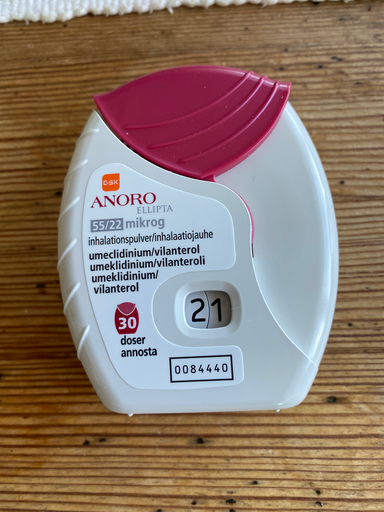 GSK
ANORO
ELLIPTA
55/22 mikrog
inhalationspulver/inhalaatiojauhe
umeclidinium/vilanterol
umeklidinium/vilanteroli
umeklidinium/
vilanterol
21
30
doser
annosta
0084440